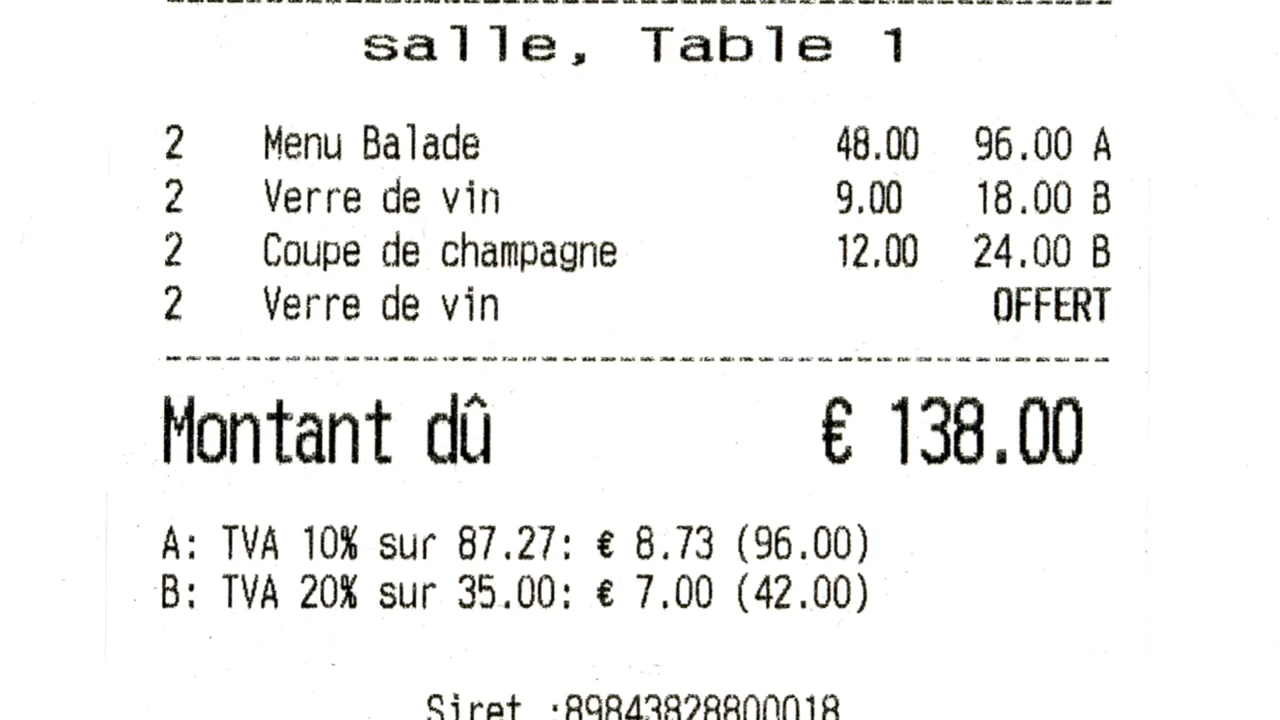 salle, Table 1
2 Menu Balade 48.00 96.00 A
2 Verre de vin 9.00 18.00 B
2 Coupe de champagne 12.00 24.00 B
2 Verre de vin OFFERT
Montant dû € 138.00
A: TVA 10% sur 87.27: € 8.73 (96.00)
B: TVA 20% sur 35.00: € 7.00 (42.00)
Siret :89843828800018